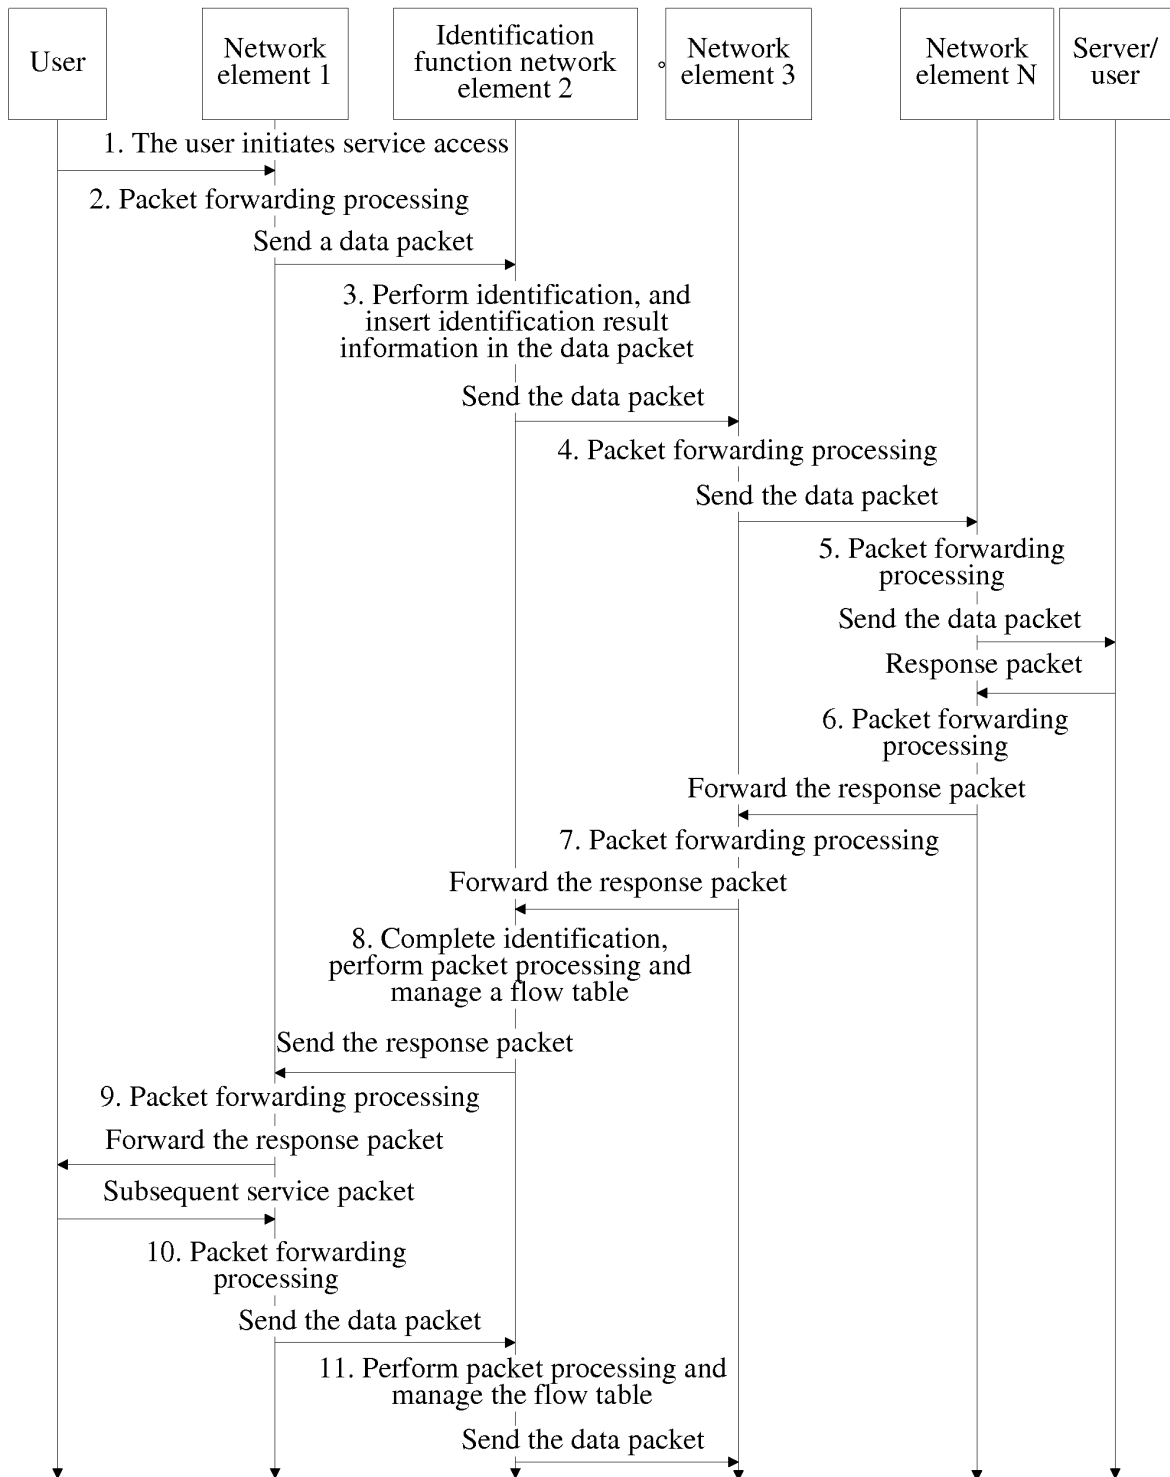 User
Network
element 1
Identification
function network
element 2
Network
element 3
Network
element N
Server/
user
1. The user initiates service access
2. Packet forwarding processing
Send a data packet
3. Perform identification, and
insert identification result
information in the data packet
Send the data packet
4. Packet forwarding processing
Send the data packet
5. Packet forwarding
processing
Send the data packet
Response packet
6. Packet forwarding
processing
Forward the response packet
7. Packet forwarding processing
Forward the response packet
8. Complete identification,
perform packet processing and
manage a flow table
Send the response packet
9. Packet forwarding processing
Forward the response packet
Subsequent service packet
10. Packet forwarding
processing
Send the data packet
11. Perform packet processing and
manage the flow table
Send the data packet